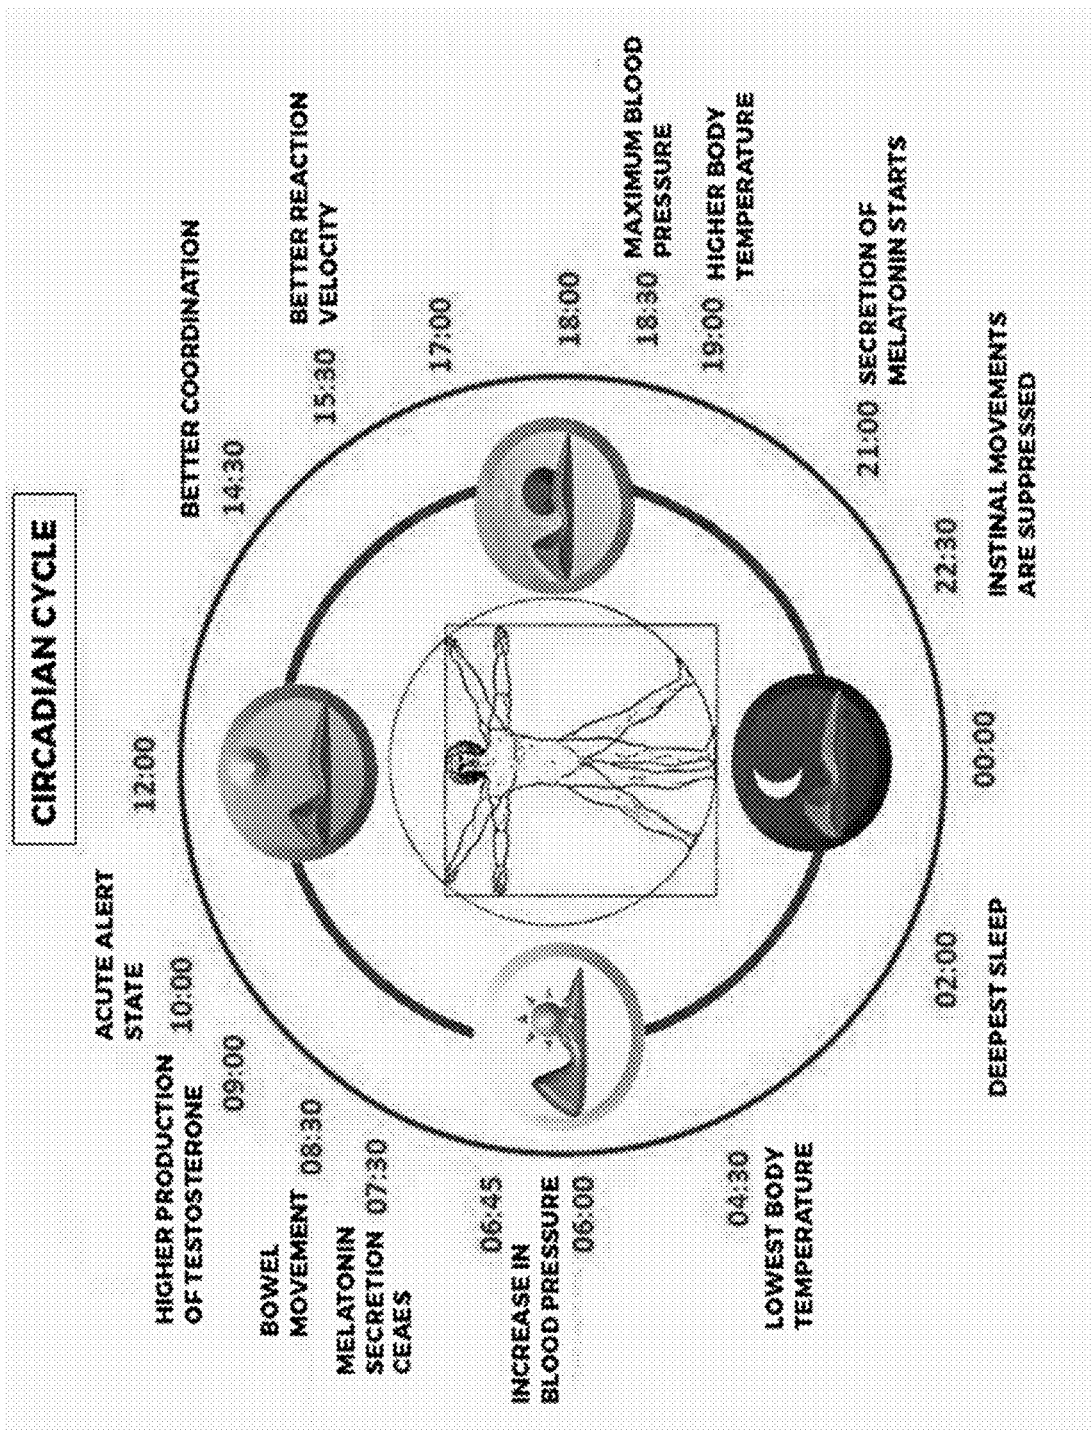 CIRCADIAN CYCLE
12:00
BETTER COORDINATION
14:30
BETTER REACTION
15:30 VELOCITY
17:00
18:00
MAXIMUM BLOOD
18:30 PRESSURE
19:00 HIGHER BODY
TEMPERATURE
21:00 SECRETION OF
MELATONIN STARTS
22:30
INSTINAL MOVEMENTS
ARE SUPPRESSED
00:00
02:00
DEEPEST SLEEP
04:30
LOWEST BODY
TEMPERATURE
06:00
INCREASE IN
BLOOD PRESSURE
06:45
MELATONIN
SECRETION 07:30
CEAES
BOWEL
MOVEMENT 08:30
09:00
HIGHER PRODUCTION
OF TESTOSTERONE
10:00
ACUTE ALERT
STATE